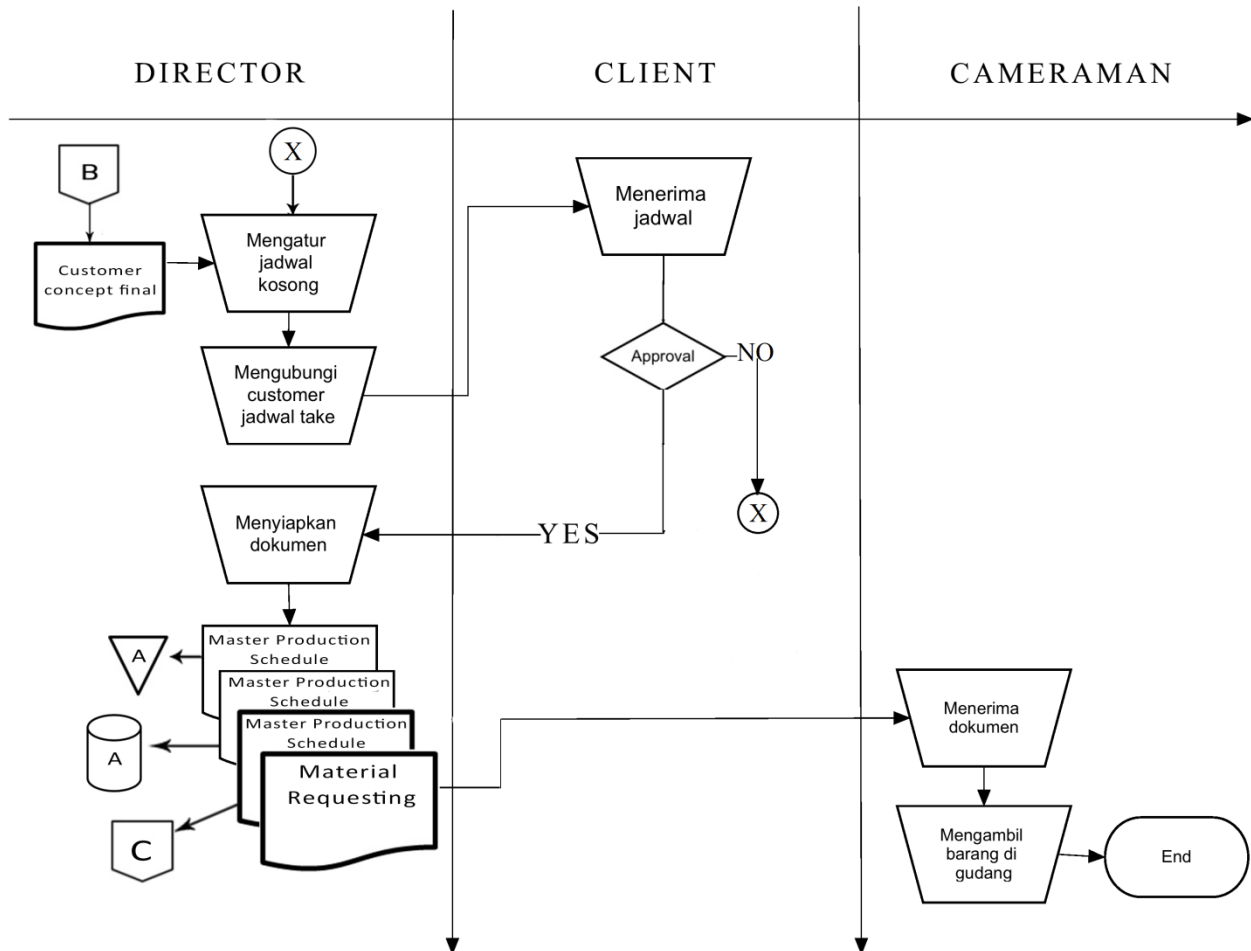 DIRECTOR
CLIENT
CAMERAMAN
B
X
Customer
concept final
Mengatur
jadwal
kosong
Mengubungi
customer
jadwal take
Menerima
jadwal
Approval
NO
X
YES
Menyiapkan
dokumen
Master Production
Schedule
A
Master Production
Schedule
A
Master Production
Schedule
C
Material
Requesting
Menerima
dokumen
Mengambil
barang di
gudang
End